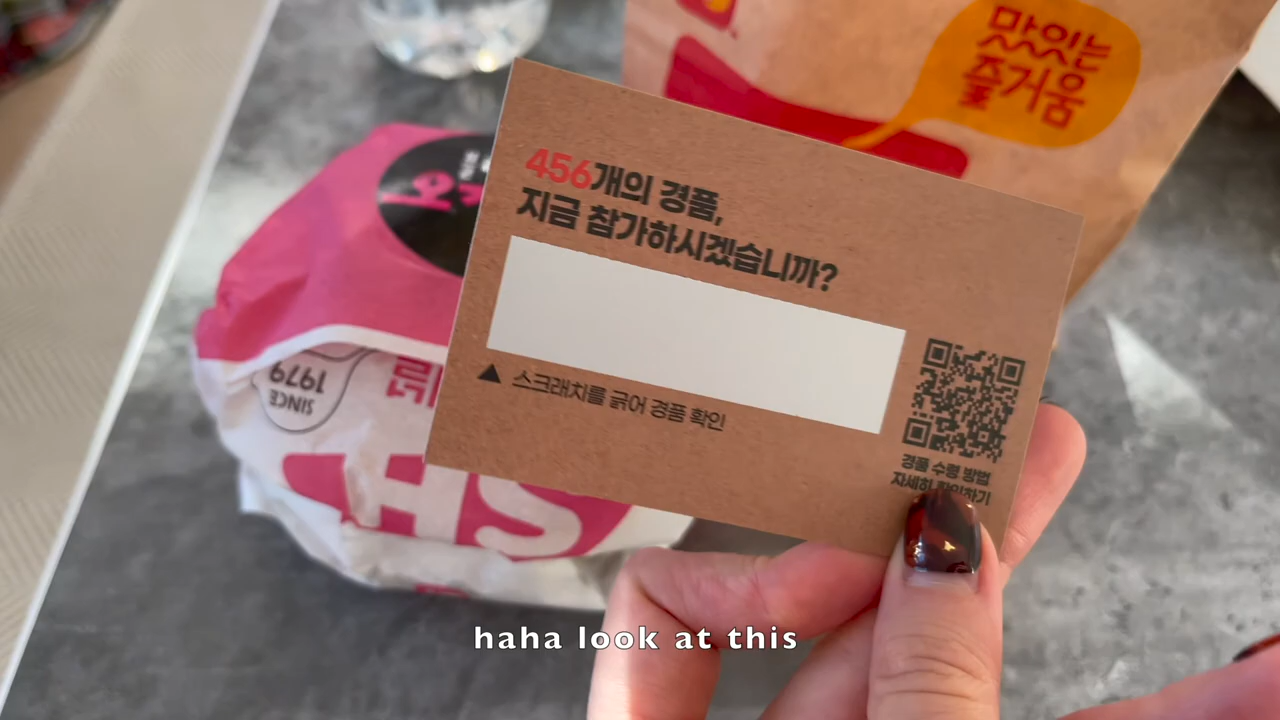 맛있는
즐거움
456개의 경품,
지금 참가하시겠습니까?
▲ 스크래치를 긁어 경품 확인
경품 수령 방법
자세히 확인하기
SINCE
1979
SH
haha look at this